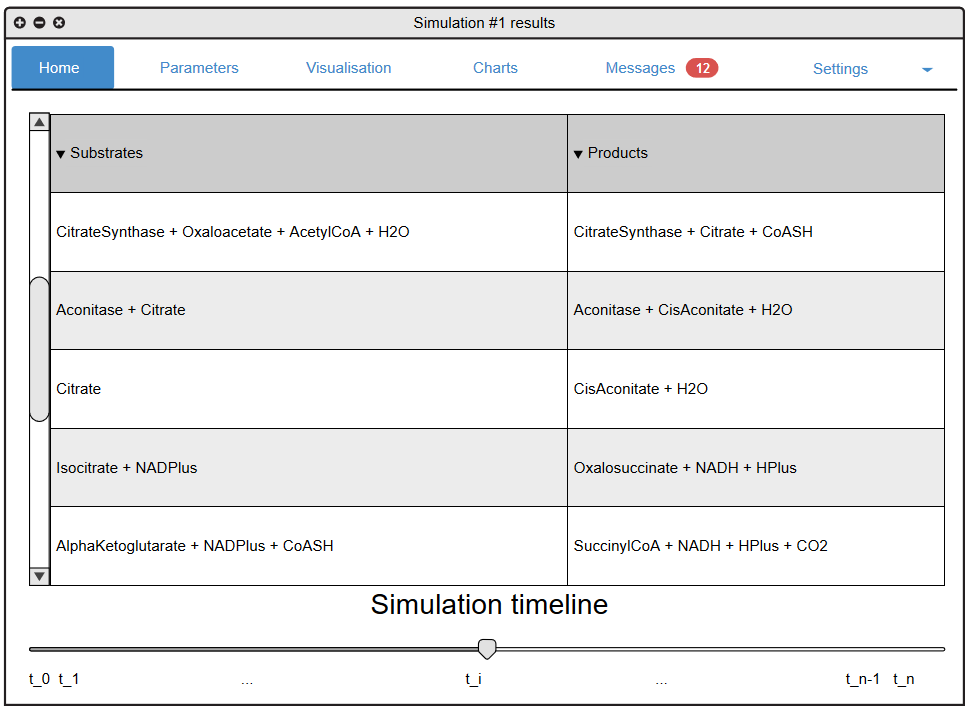 Simulation #1 results
Home Parameters Visualisation Charts Messages 12 Settings
Substrates Products
CitrateSynthase + Oxaloacetate + AcetylCoA + H2O CitrateSynthase + Citrate + CoASH
Aconitase + Citrate Aconitase + CisAconitate + H2O
Citrate CisAconitate + H2O
Isocitrate + NADPlus Oxalosuccinate + NADH + HPlus
AlphaKetoglutarate + NADPlus + CoASH SuccinylCoA + NADH + HPlus + CO2
Simulation timeline
t_0 t_1 ... t_i ... t_n-1 t_n